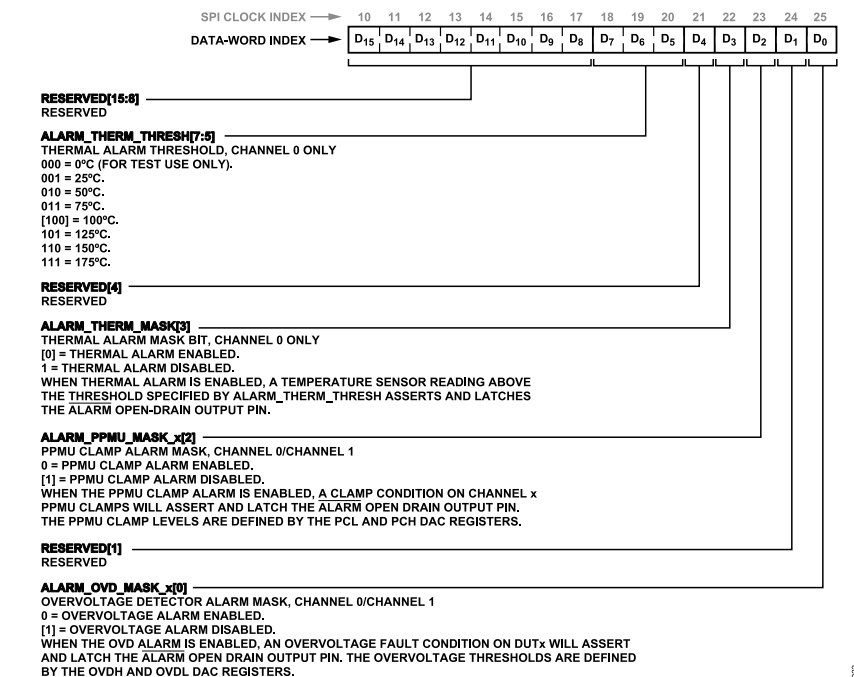 SPI CLOCK INDEX 10 11 12 13 14 15 16 17 18 19 20 21 22 23 24 25
DATA-WORD INDEX D15 D14 D13 D12 D11 D10 D9 D8 D7 D6 D5 D4 D3 D2 D1 D0
RESERVED[15:8]
RESERVED
ALARM_THERM_THRESH[7:5]
THERMAL ALARM THRESHOLD, CHANNEL 0 ONLY
000 = 0°C (FOR TEST USE ONLY).
001 = 25°C.
010 = 50°C.
011 = 75°C.
[100] = 100°C.
101 = 125°C.
110 = 150°C.
111 = 175°C.
RESERVED[4]
RESERVED
ALARM_THERM_MASK[3]
THERMAL ALARM MASK BIT, CHANNEL 0 ONLY
[0] = THERMAL ALARM ENABLED.
1 = THERMAL ALARM DISABLED.
WHEN THERMAL ALARM IS ENABLED, A TEMPERATURE SENSOR READING ABOVE
THE THRESHOLD SPECIFIED BY ALARM_THERM_THRESH ASSERTS AND LATCHES
THE ALARM OPEN-DRAIN OUTPUT PIN.
ALARM_PPMU_MASK_x[2]
PPMU CLAMP ALARM MASK, CHANNEL 0/CHANNEL 1
0 = PPMU CLAMP ALARM ENABLED.
[1] = PPMU CLAMP ALARM DISABLED.
WHEN THE PPMU CLAMP ALARM IS ENABLED, A CLAMP CONDITION ON CHANNEL x
PPMU CLAMPS WILL ASSERT AND LATCH THE ALARM OPEN DRAIN OUTPUT PIN.
THE PPMU CLAMP LEVELS ARE DEFINED BY THE PCL AND PCH DAC REGISTERS.
RESERVED[1]
RESERVED
ALARM_OVD_MASK_x[0]
OVERVOLTAGE DETECTOR ALARM MASK, CHANNEL 0/CHANNEL 1
0 = OVERVOLTAGE ALARM ENABLED.
[1] = OVERVOLTAGE ALARM DISABLED.
WHEN THE OVD ALARM IS ENABLED, AN OVERVOLTAGE FAULT CONDITION ON DUTx WILL ASSERT
AND LATCH THE ALARM OPEN DRAIN OUTPUT PIN. THE OVERVOLTAGE THRESHOLDS ARE DEFINED
BY THE OVDH AND OVDL DAC REGISTERS.